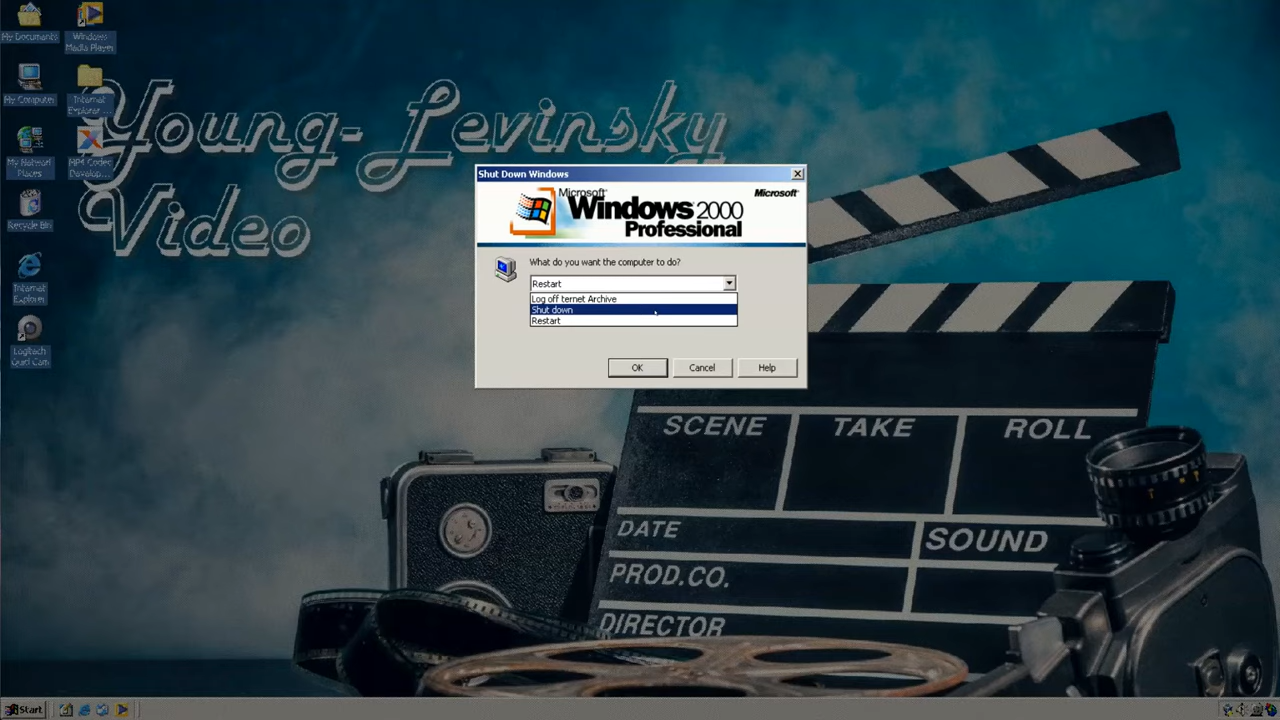 My Documents
Windows
Media Player
My Computer
Internet
Explorer ...
My Network
Places
MP4 Codec
Develop...
Recycle Bin
Internet
Explorer
Logitech
QuickCam
Young-Levinsky
Video
Shut Down Windows
Microsoft
Microsoft
Windows 2000
Professional
What do you want the computer to do?
Restart
Log off ternet Archive
Shut down
Restart
OK
Cancel
Help
SCENE
TAKE
ROLL
DATE
SOUND
PROD.CO.
DIRECTOR
Start